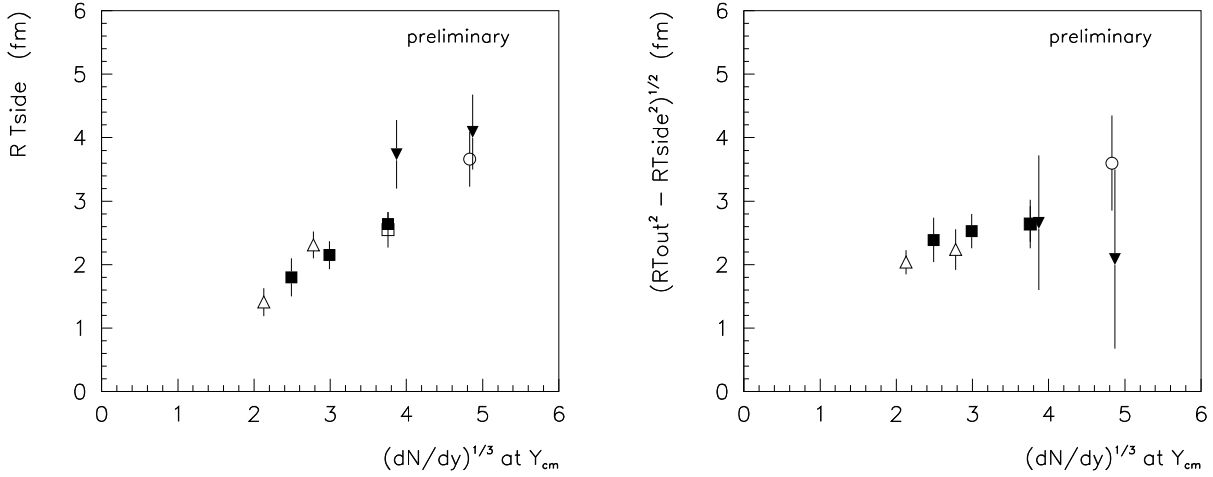 R Tside (fm)
preliminary
6
5
4
3
2
1
0
0 1 2 3 4 5 6
(dN/dy)^1/3 at Y_cm
(RTout² − RTside²)^1/2 (fm)
preliminary
6
5
4
3
2
1
0
0 1 2 3 4 5 6
(dN/dy)^1/3 at Y_cm